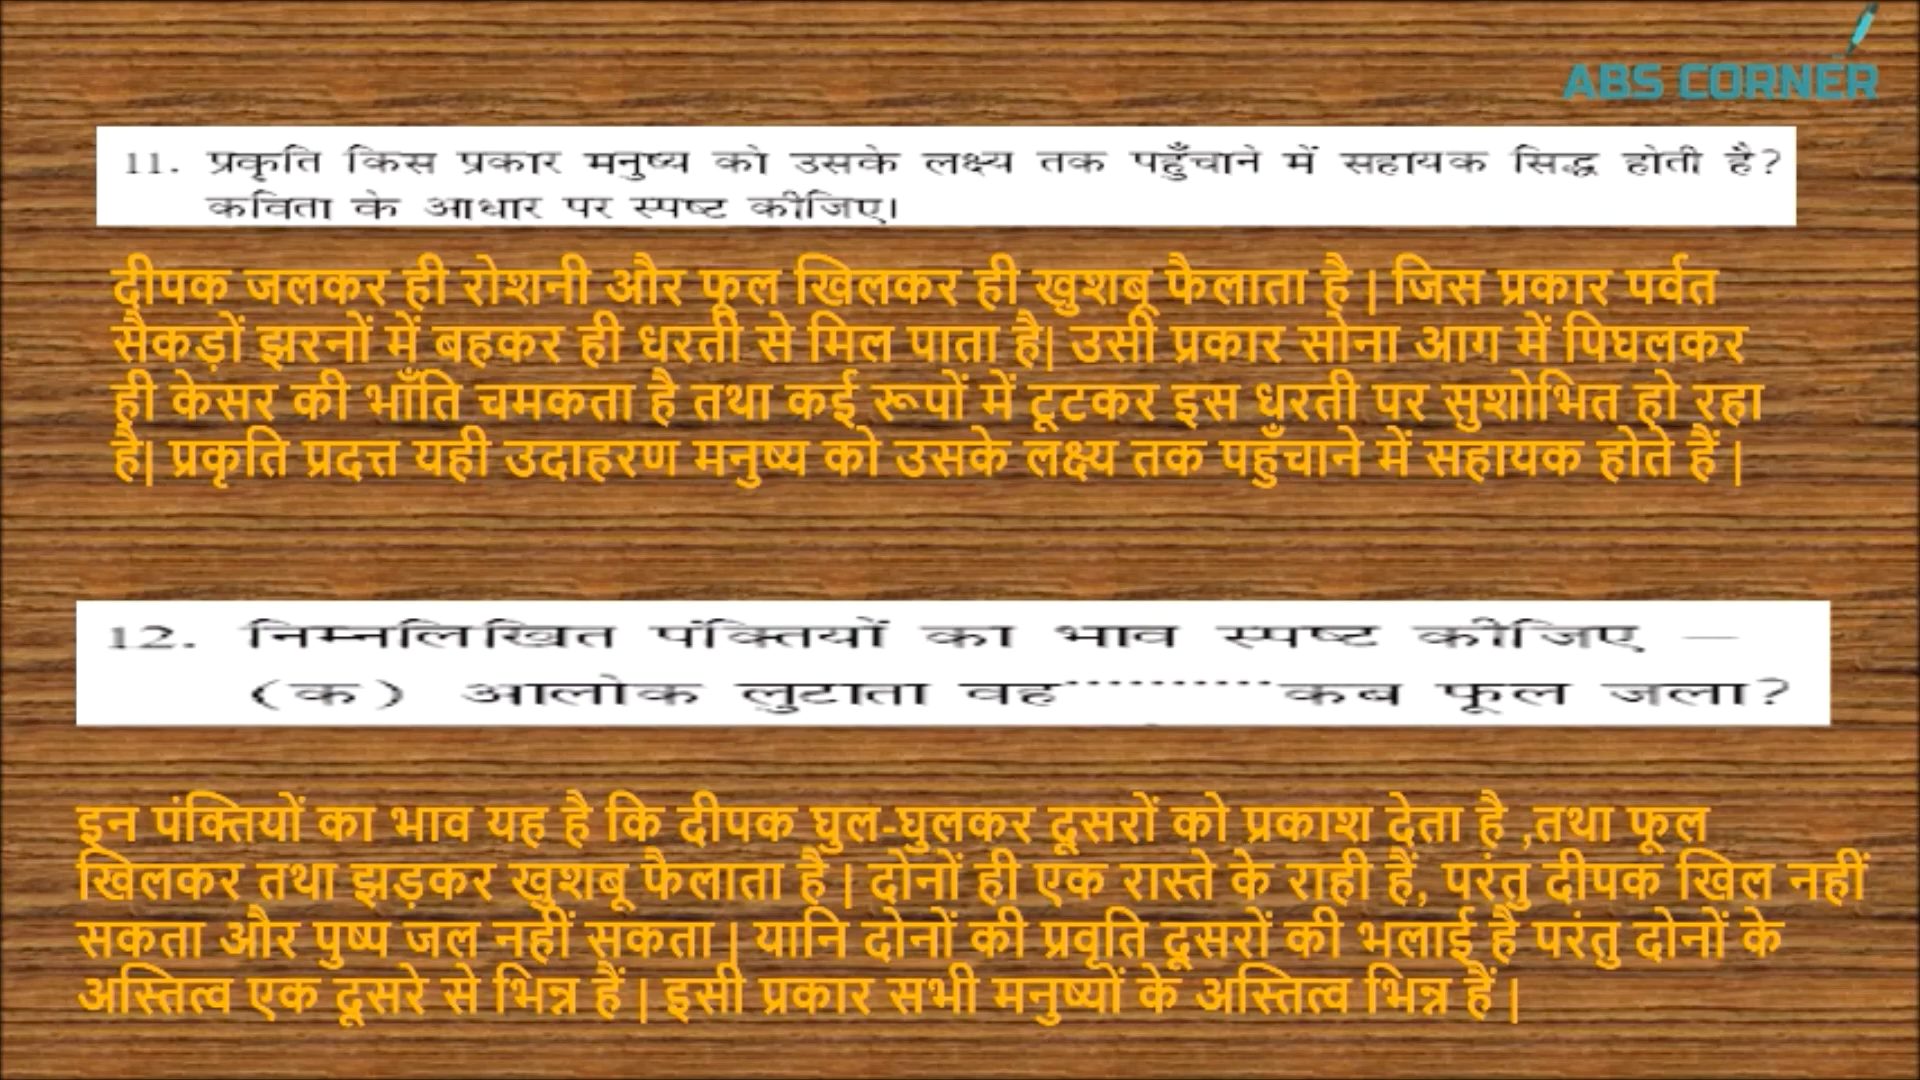 ABS CORNER
11. प्रकृति किस प्रकार मनुष्य को उसके लक्ष्य तक पहुँचाने में सहायक सिद्ध होती है?
कविता के आधार पर स्पष्ट कीजिए।
दीपक जलकर ही रोशनी और फूल खिलकर ही खुशबू फैलाता है | जिस प्रकार पर्वत
सैकड़ों झरनों में बहकर ही धरती से मिल पाता है| उसी प्रकार सोना आग में पिघलकर
ही केसर की भाँति चमकता है तथा कई रूपों में टूटकर इस धरती पर सुशोभित हो रहा
है| प्रकृति प्रदत्त यही उदाहरण मनुष्य को उसके लक्ष्य तक पहुँचाने में सहायक होते हैं |
12. निम्नलिखित पंक्तियों का भाव स्पष्ट कीजिए –
(क) आलोक लुटाता वह..........कब फूल जला?
इन पंक्तियों का भाव यह है कि दीपक घुल-घुलकर दूसरों को प्रकाश देता है ,तथा फूल
खिलकर तथा झड़कर खुशबू फैलाता है | दोनों ही एक रास्ते के राही हैं, परंतु दीपक खिल नहीं
सकता और पुष्प जल नहीं सकता | यानि दोनों की प्रवृति दूसरों की भलाई है परंतु दोनों के
अस्तित्व एक दूसरे से भिन्न हैं | इसी प्रकार सभी मनुष्यों के अस्तित्व भिन्न हैं |